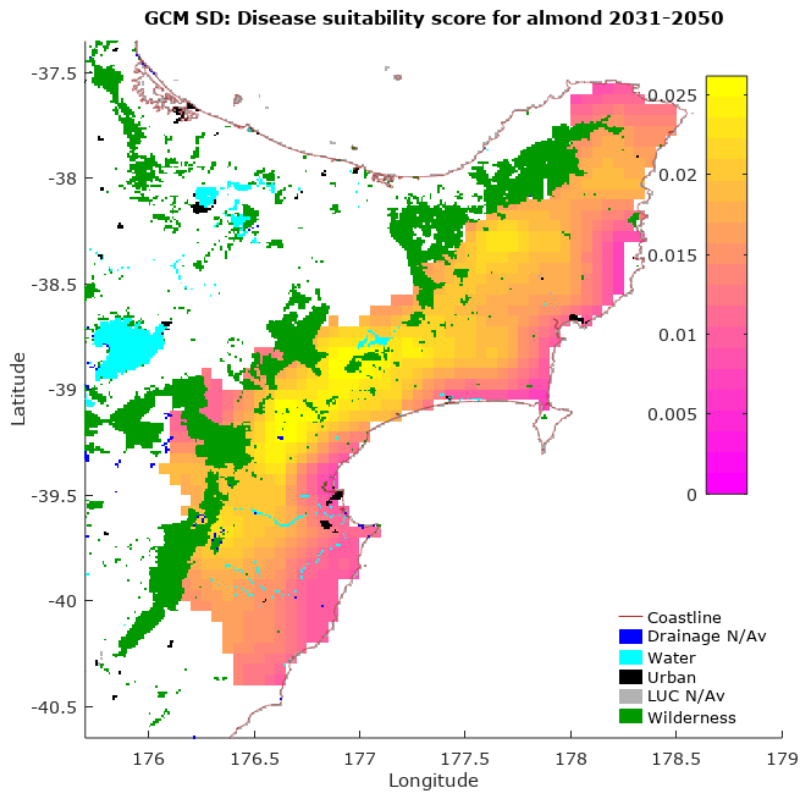 GCM SD: Disease suitability score for almond 2031-2050
-37.5
-38
-38.5
-39
-39.5
-40
-40.5
Latitude
176
176.5
177
177.5
178
178.5
179
Longitude
0.025
0.02
0.015
0.01
0.005
0
Coastline
Drainage N/Av
Water
Urban
LUC N/Av
Wilderness